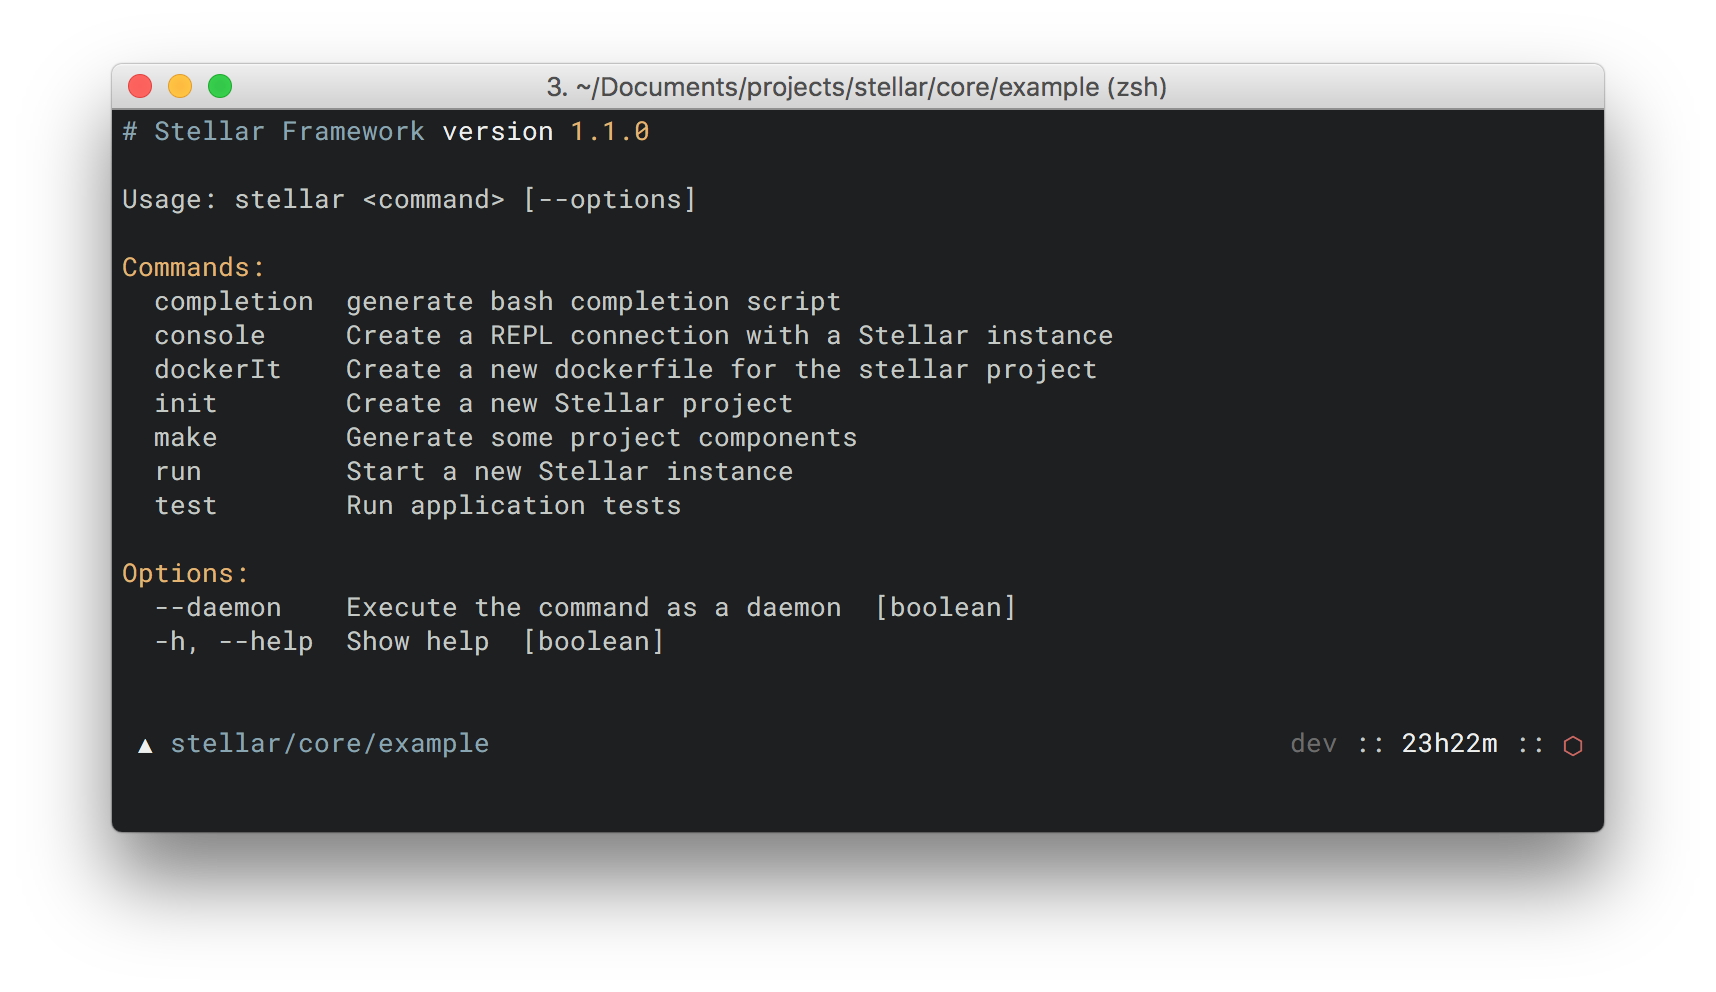 3. ~/Documents/projects/stellar/core/example (zsh)
# Stellar Framework version 1.1.0
Usage: stellar <command> [--options]
Commands:
completion  generate bash completion script
console     Create a REPL connection with a Stellar instance
dockerIt    Create a new dockerfile for the stellar project
init        Create a new Stellar project
make        Generate some project components
run         Start a new Stellar instance
test        Run application tests
Options:
--daemon    Execute the command as a daemon  [boolean]
-h, --help  Show help  [boolean]
▲ stellar/core/example dev :: 23h22m :: ⬡